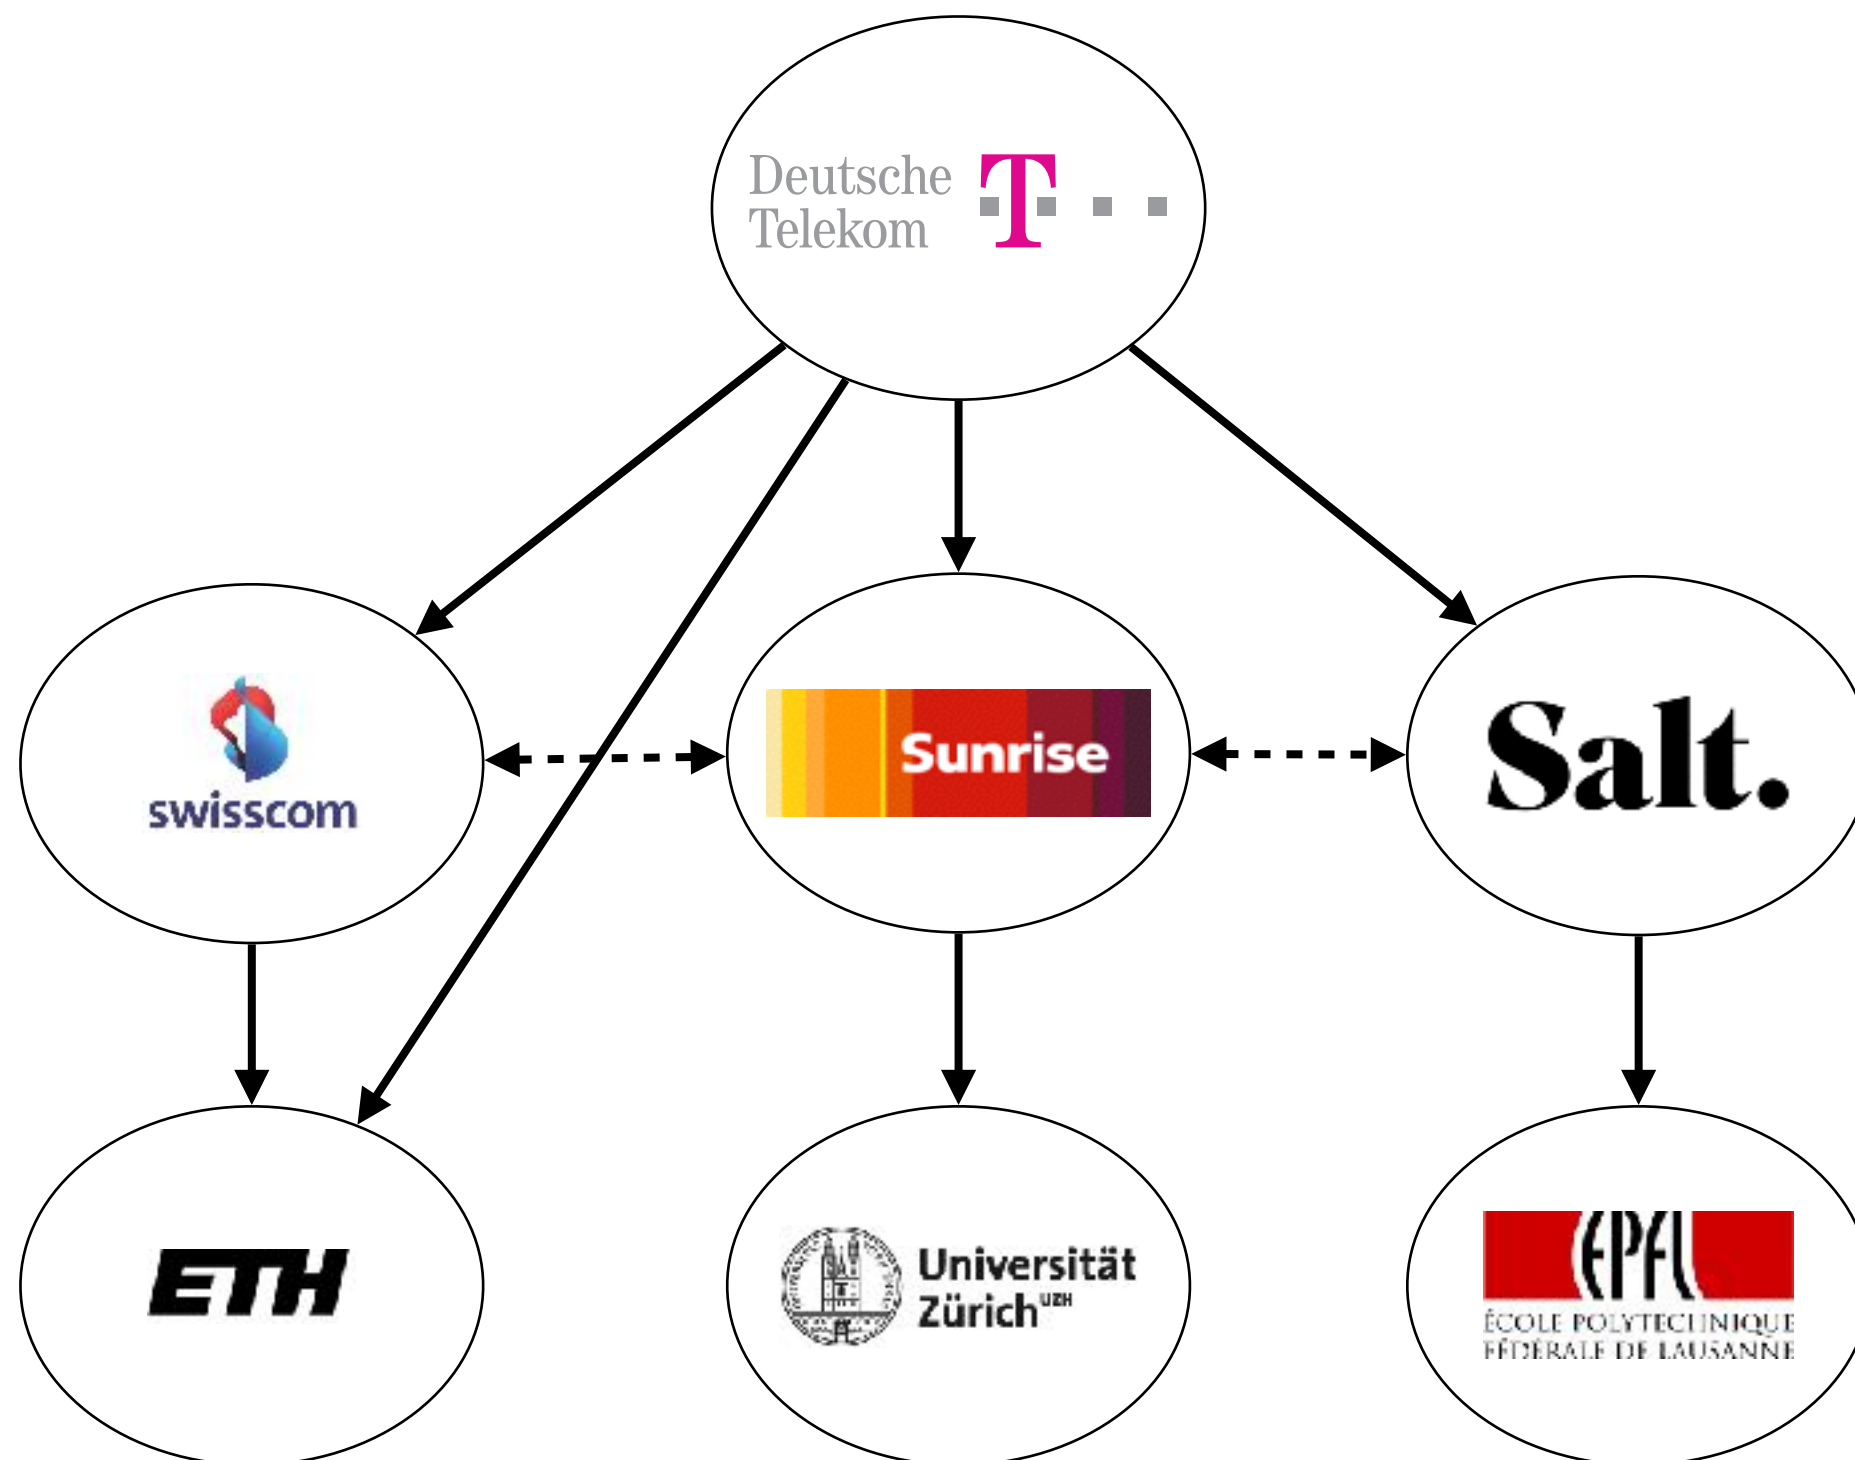 Deutsche
Telekom
T
swisscom
Sunrise
Salt.
ETH
Universität
Zürich UZH
EPFL
ÉCOLE POLYTECHNIQUE
FÉDÉRALE DE LAUSANNE